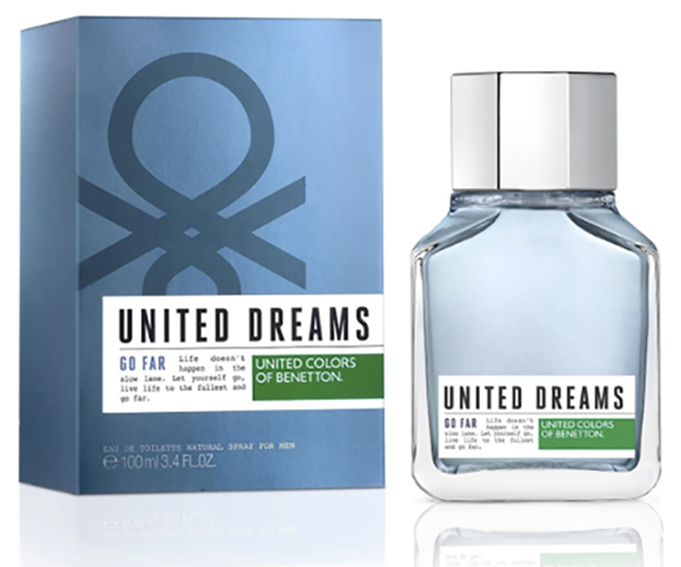 UNITED DREAMS
GO FAR Life doesn't
happen in the
slow lane. Let yourself go,
live life to the fullest and
go far.
UNITED COLORS
OF BENETTON.
EAU DE TOILETTE NATURAL SPRAY FOR MEN
℮ 100 ml 3.4 FL.OZ.
UNITED DREAMS
GO FAR Life doesn't
happen in the
slow lane. Let yourself go,
live life to the fullest
and go far.
UNITED COLORS
OF BENETTON.